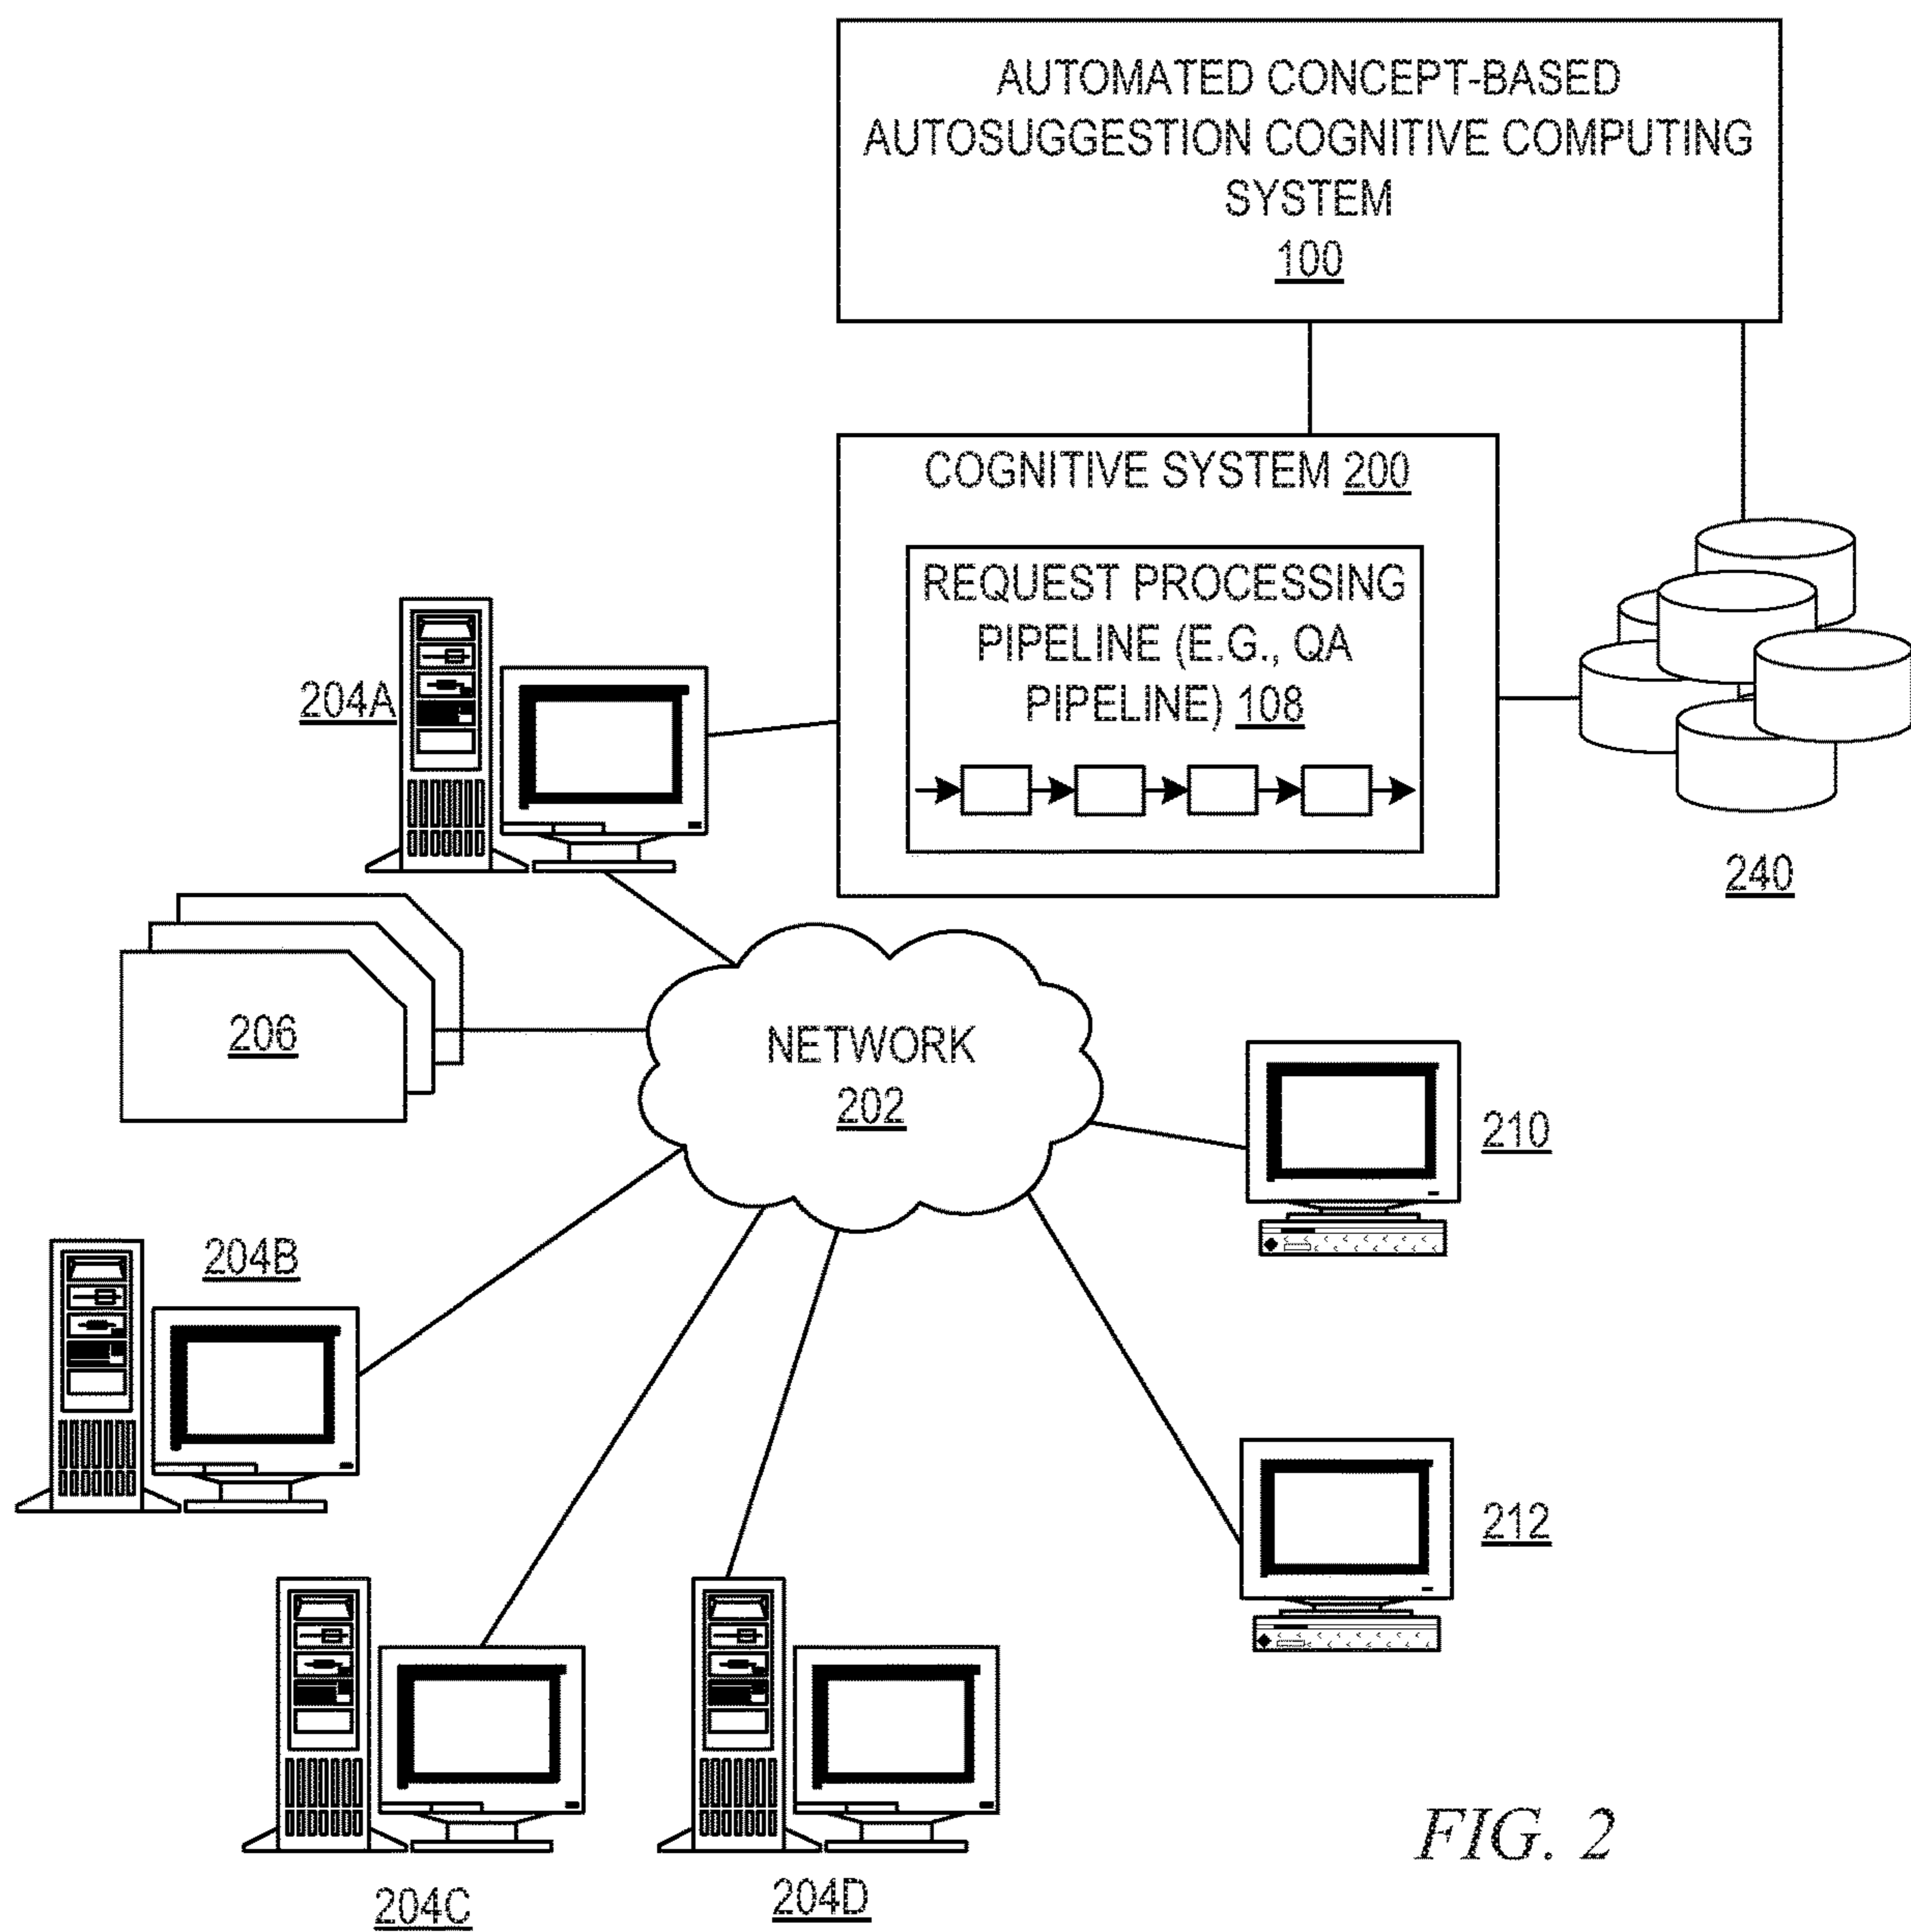 AUTOMATED CONCEPT-BASED
AUTOSUGGESTION COGNITIVE COMPUTING
SYSTEM
100
COGNITIVE SYSTEM 200
REQUEST PROCESSING
PIPELINE (E.G., QA
PIPELINE) 108
204A
240
206
NETWORK
202
210
204B
212
204C
204D
FIG. 2